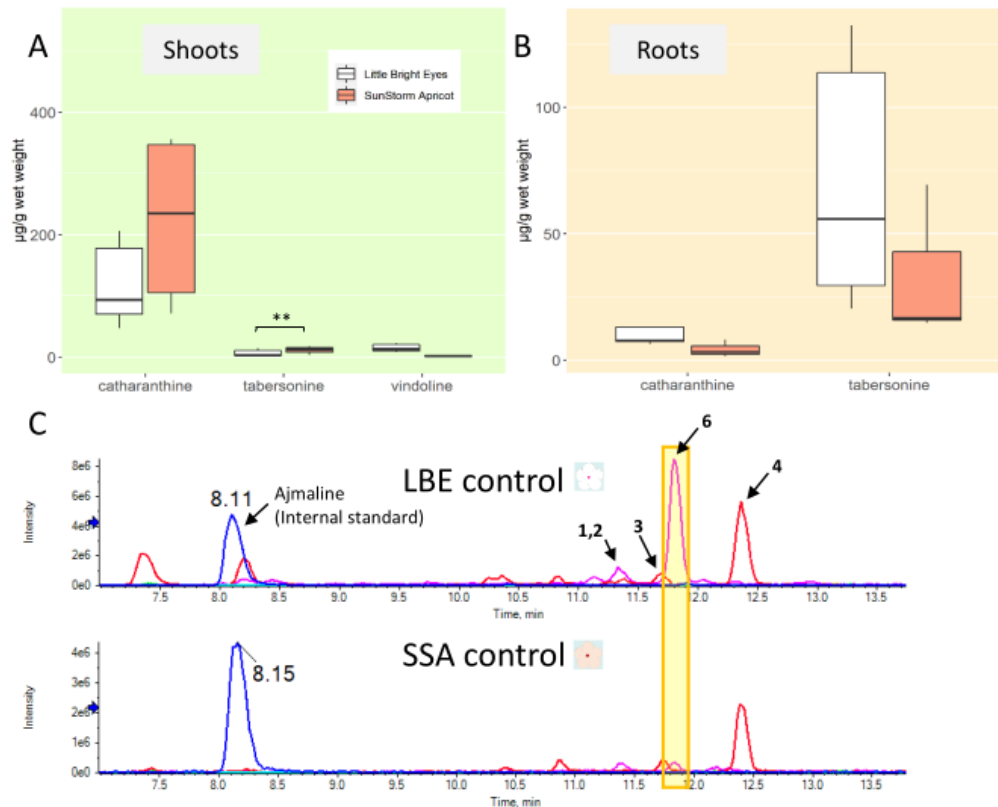 A
Shoots
Little Bright Eyes
SunStorm Apricot
400
200
0
µg/g wet weight
**
catharanthine tabersonine vindoline
B
Roots
100
50
0
µg/g wet weight
catharanthine tabersonine
C
LBE control
8e6
6e6
4e6
2e6
0e0
Intensity
8.11
Ajmaline
(Internal standard)
1,2
3
6
4
7.5 8.0 8.5 9.0 9.5 10.0 10.5 11.0 11.5 12.0 12.5 13.0 13.5
Time, min
SSA control
4e6
2e6
0e0
Intensity
8.15
7.5 8.0 8.5 9.0 9.5 10.0 10.5 11.0 11.5 12.0 12.5 13.0 13.5
Time, min